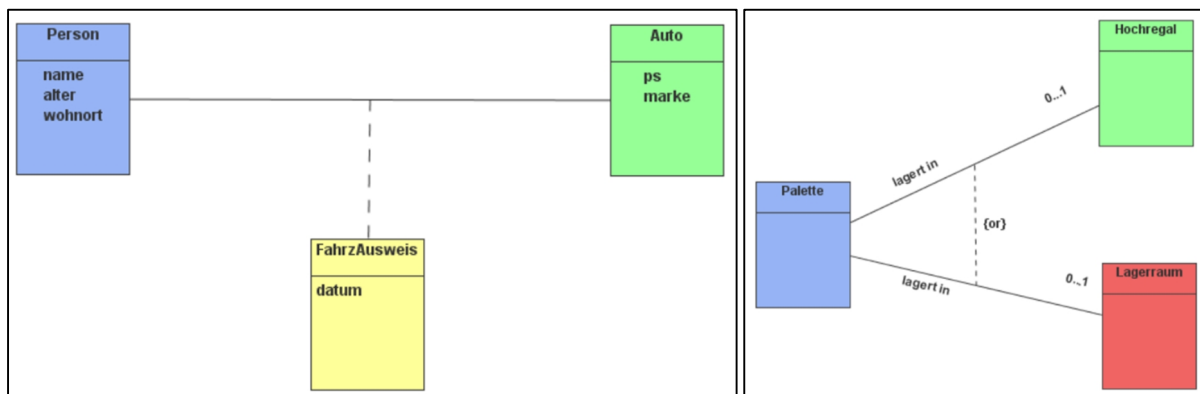 Person
name
alter
wohnort
Auto
ps
marke
FahrzAusweis
datum
Hochregal
0...1
lagert in
Palette
{or}
lagert in
0...1
Lagerraum